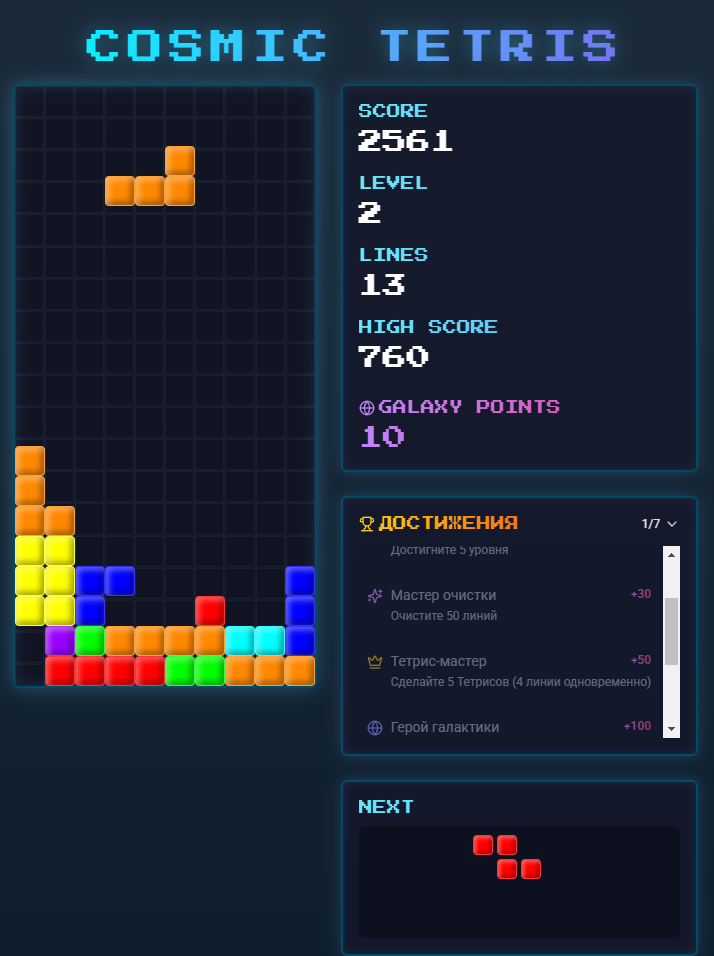 COSMIC TETRIS
SCORE
2561
LEVEL
2
LINES
13
HIGH SCORE
760
GALAXY POINTS
10
ДОСТИЖЕНИЯ 1/7
Достигните 5 уровня
Мастер очистки +30
Очистите 50 линий
Тетрис-мастер +50
Сделайте 5 Тетрисов (4 линии одновременно)
Герой галактики +100
NEXT